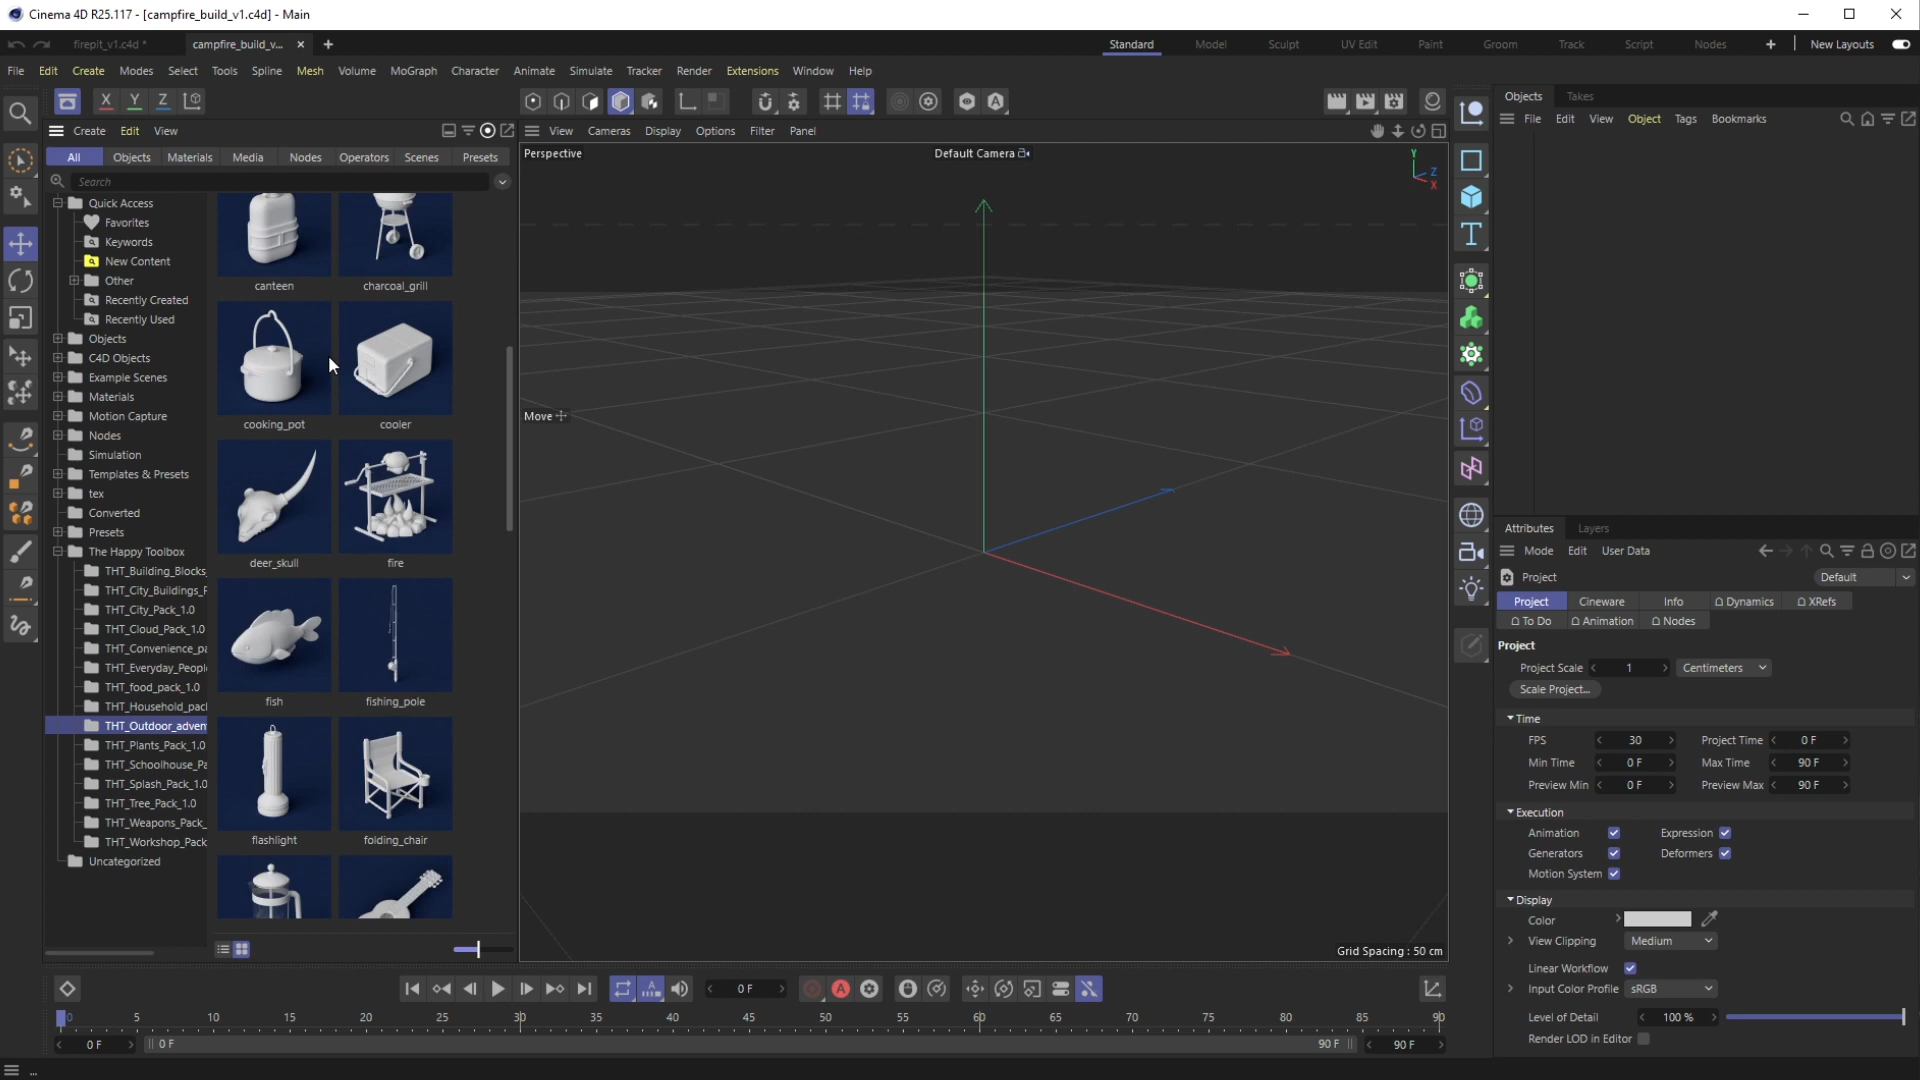 Cinema 4D R25.117 - [campfire_build_v1.c4d] - Main
firepit_v1.c4d *
campfire_build_v...
Standard Model Sculpt UV Edit Paint Groom Track Script Nodes New Layouts
File Edit Create Modes Select Tools Spline Mesh Volume MoGraph Character Animate Simulate Tracker Render Extensions Window Help
X Y Z
Objects Takes
Create Edit View
View Cameras Display Options Filter Panel
File Edit View Object Tags Bookmarks
All Objects Materials Media Nodes Operators Scenes Presets
Search
Perspective
Default Camera
Y
Z
X
Quick Access
Favorites
Keywords
New Content
Other
Recently Created
Recently Used
Objects
C4D Objects
Example Scenes
Materials
Motion Capture
Nodes
Simulation
Templates & Presets
tex
Converted
Presets
The Happy Toolbox
THT_Building_Blocks_
THT_City_Buildings_P
THT_City_Pack_1.0
THT_Cloud_Pack_1.0
THT_Convenience_pa
THT_Everyday_Peopl
THT_food_pack_1.0
THT_Household_pac
THT_Outdoor_adven
THT_Plants_Pack_1.0
THT_Schoolhouse_Pa
THT_Splash_Pack_1.0
THT_Tree_Pack_1.0
THT_Weapons_Pack_
THT_Workshop_Pack
Uncategorized
canteen charcoal_grill
cooking_pot cooler
deer_skull fire
fish fishing_pole
flashlight folding_chair
Move
Grid Spacing : 50 cm
Attributes Layers
Mode Edit User Data
Project Default
Project Cineware Info Dynamics XRefs
To Do Animation Nodes
Project
Project Scale 1 Centimeters
Scale Project...
Time
FPS 30 Project Time 0 F
Min Time 0 F Max Time 90 F
Preview Min 0 F Preview Max 90 F
Execution
Animation Expression
Generators Deformers
Motion System
Display
Color
View Clipping Medium
Linear Workflow
Input Color Profile sRGB
Level of Detail 100 %
Render LOD in Editor
0 F
0 5 10 15 20 25 30 35 40 45 50 55 60 65 70 75 80 85 90
0 F 0 F 90 F 90 F
...